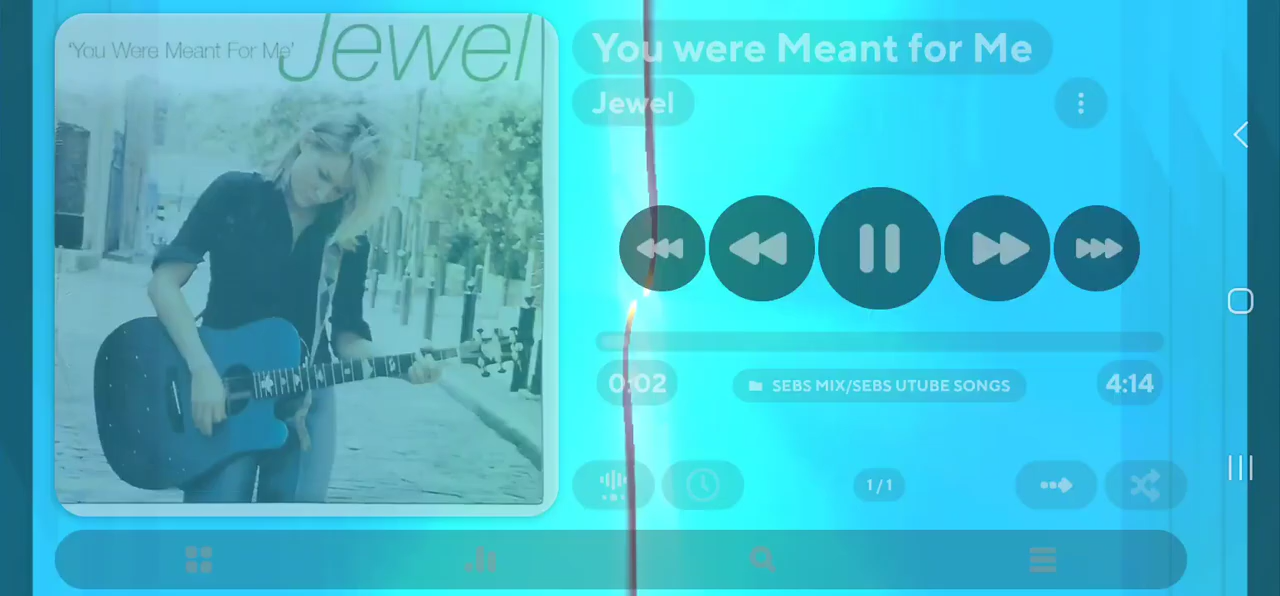 'You Were Meant For Me'
Jewel
You were Meant for Me
Jewel
0:02
SEBS MIX/SEBS UTUBE SONGS
4:14
1/1